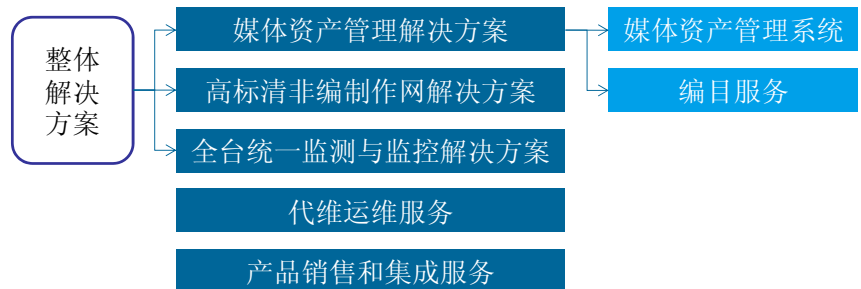 整体
解决
方案
媒体资产管理解决方案
媒体资产管理系统
高标清非编制作网解决方案
编目服务
全台统一监测与监控解决方案
代维运维服务
产品销售和集成服务